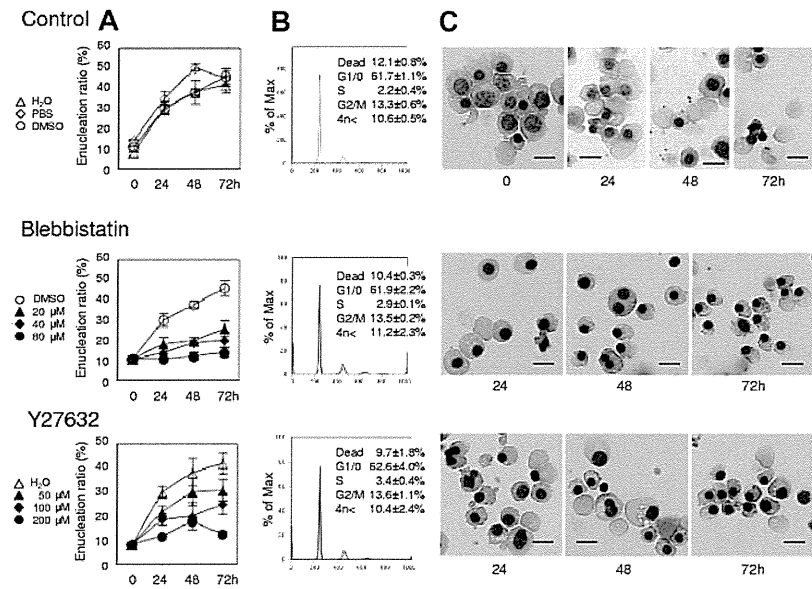 Control A B C
60
50
40
30
20
10
0
Enucleation ratio (%)
△ H₂O
◇ PBS
○ DMSO
0 24 48 72h
% of Max
Dead 12.1±0.8%
G1/0 61.7±1.1%
S 2.2±0.4%
G2/M 13.3±0.6%
4n< 10.6±0.5%
0 24 48 72h
Blebbistatin
60
50
40
30
20
10
0
Enucleation ratio (%)
○ DMSO
▲ 20 µM
◆ 40 µM
● 80 µM
0 24 48 72h
% of Max
Dead 10.4±0.3%
G1/0 61.9±2.2%
S 2.9±0.1%
G2/M 13.5±0.2%
4n< 11.2±2.3%
24 48 72h
Y27632
50
40
30
20
10
0
Enucleation ratio (%)
△ H₂O
▲ 50 µM
◆ 100 µM
● 200 µM
0 24 48 72h
% of Max
Dead 9.7±1.8%
G1/0 62.6±4.0%
S 3.4±0.4%
G2/M 13.6±1.1%
4n< 10.4±2.4%
24 48 72h